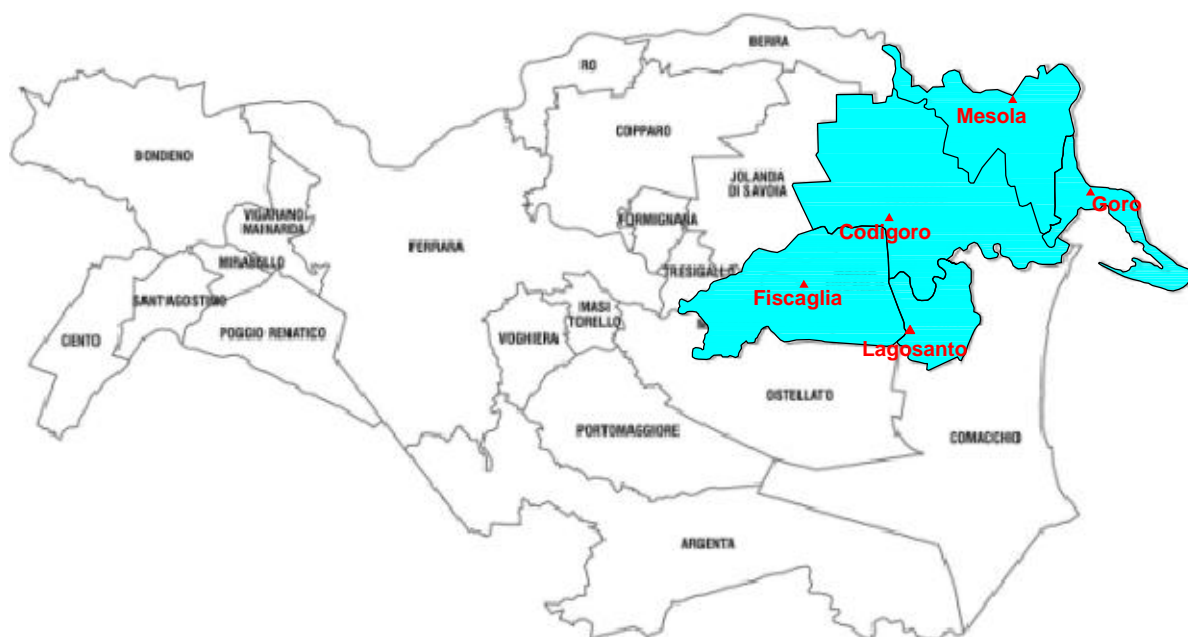 BERRA
RO
Mesola
COPPARO
BONDENO
JOLANDA
DI SAVOIA
Goro
VIGARANO
MAINARDA
FORMIGNANA
Codigoro
FERRARA
MIRABELLO
TRESIGALLO
SANT'AGOSTINO
Fiscaglia
MASI
TORELLO
POGGIO RENATICO
VOGHIERA
CENTO
Lagosanto
OSTELLATO
PORTOMAGGIORE
COMACCHIO
ARGENTA